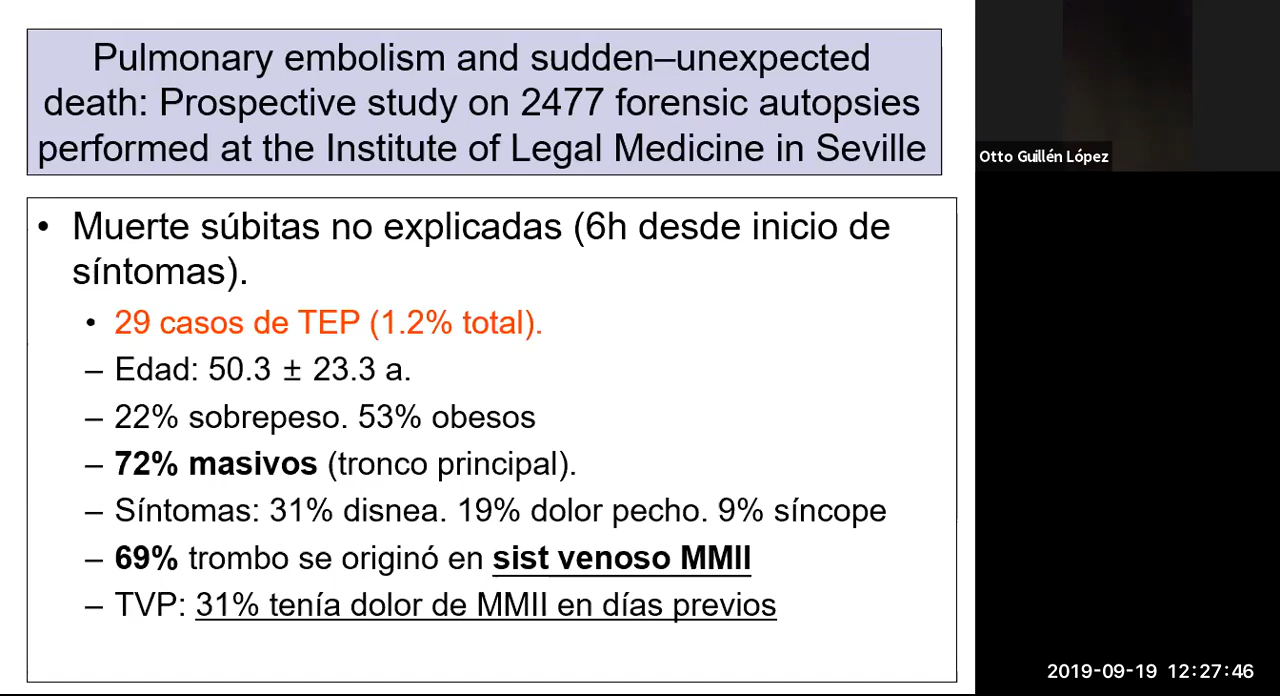 Pulmonary embolism and sudden–unexpected
death: Prospective study on 2477 forensic autopsies
performed at the Institute of Legal Medicine in Seville
• Muerte súbitas no explicadas (6h desde inicio de
síntomas).
• 29 casos de TEP (1.2% total).
– Edad: 50.3 ± 23.3 a.
– 22% sobrepeso. 53% obesos
– 72% masivos (tronco principal).
– Síntomas: 31% disnea. 19% dolor pecho. 9% síncope
– 69% trombo se originó en sist venoso MMII
– TVP: 31% tenía dolor de MMII en días previos
Otto Guillén López
2019-09-19 12:27:46